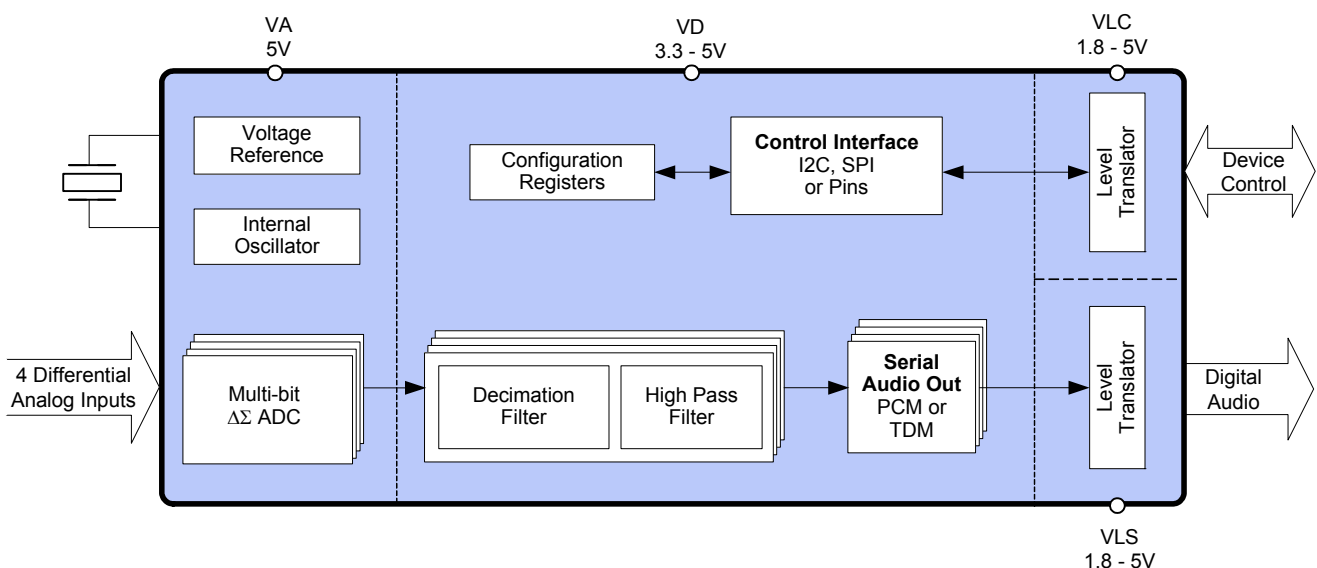 VA
5V
VD
3.3 - 5V
VLC
1.8 - 5V
Voltage
Reference
Configuration
Registers
Control Interface
I2C, SPI
or Pins
Level
Translator
Device
Control
Internal
Oscillator
4 Differential
Analog Inputs
Multi-bit
ΔΣ ADC
Decimation
Filter
High Pass
Filter
Serial
Audio Out
PCM or
TDM
Level
Translator
Digital
Audio
VLS
1.8 - 5V